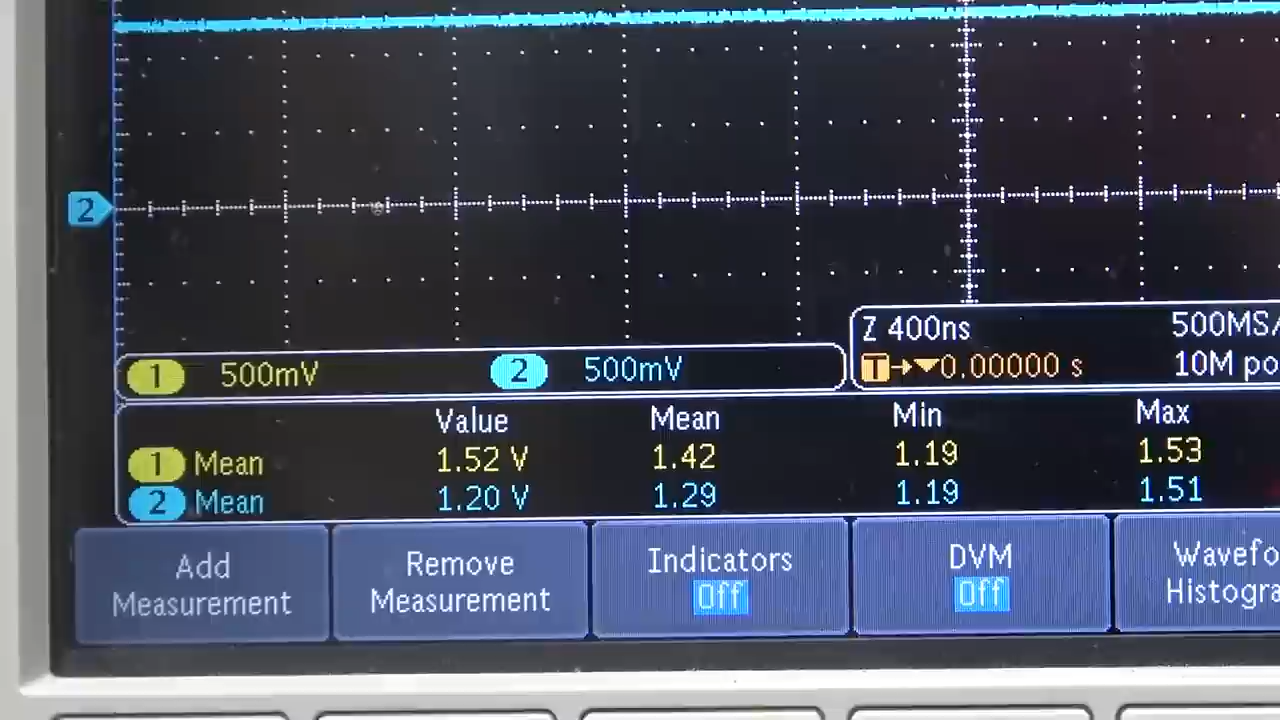 2
Z 400ns 500MS/
1 500mV 2 500mV
T 0.00000 s 10M po
Value Mean Min Max
1 Mean 1.52 V 1.42 1.19 1.53
2 Mean 1.20 V 1.29 1.19 1.51
Add Measurement
Remove Measurement
Indicators Off
DVM Off
Wavefo
Histogra